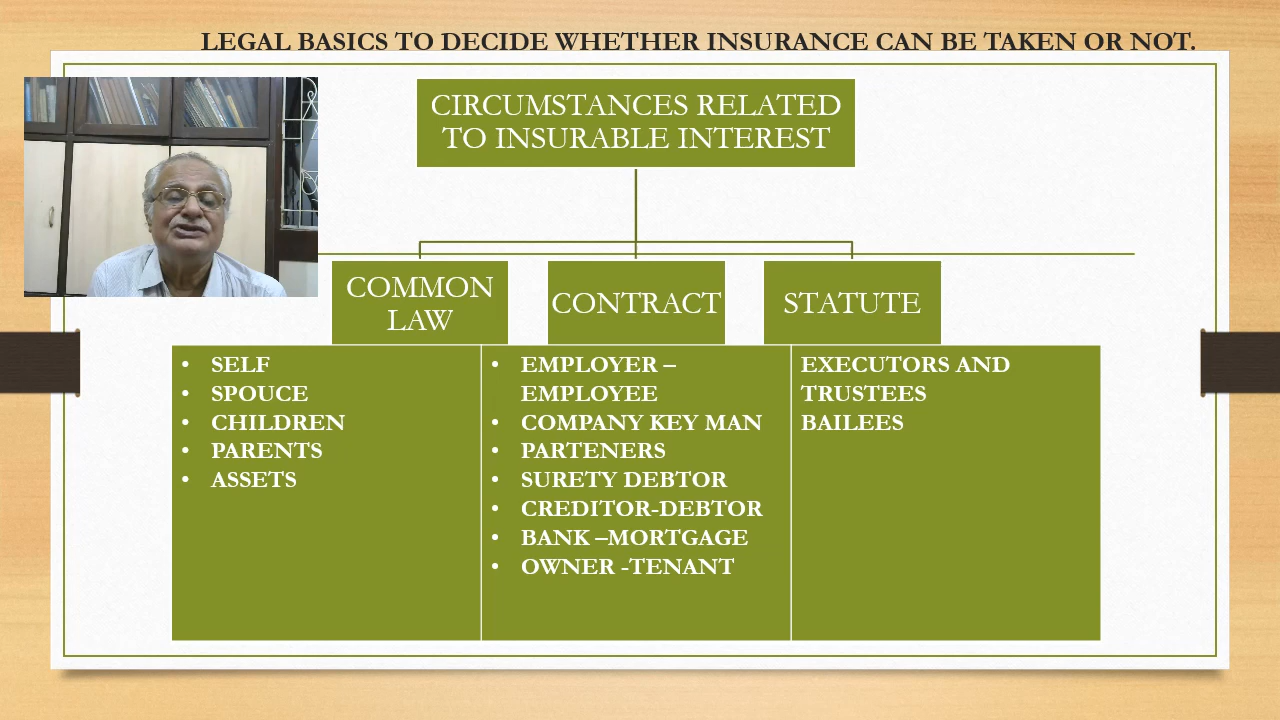 LEGAL BASICS TO DECIDE WHETHER INSURANCE CAN BE TAKEN OR NOT.
CIRCUMSTANCES RELATED
TO INSURABLE INTEREST
COMMON
LAW
CONTRACT
STATUTE
• SELF
• SPOUCE
• CHILDREN
• PARENTS
• ASSETS
• EMPLOYER –
EMPLOYEE
• COMPANY KEY MAN
• PARTENERS
• SURETY DEBTOR
• CREDITOR-DEBTOR
• BANK –MORTGAGE
• OWNER -TENANT
EXECUTORS AND
TRUSTEES
BAILEES